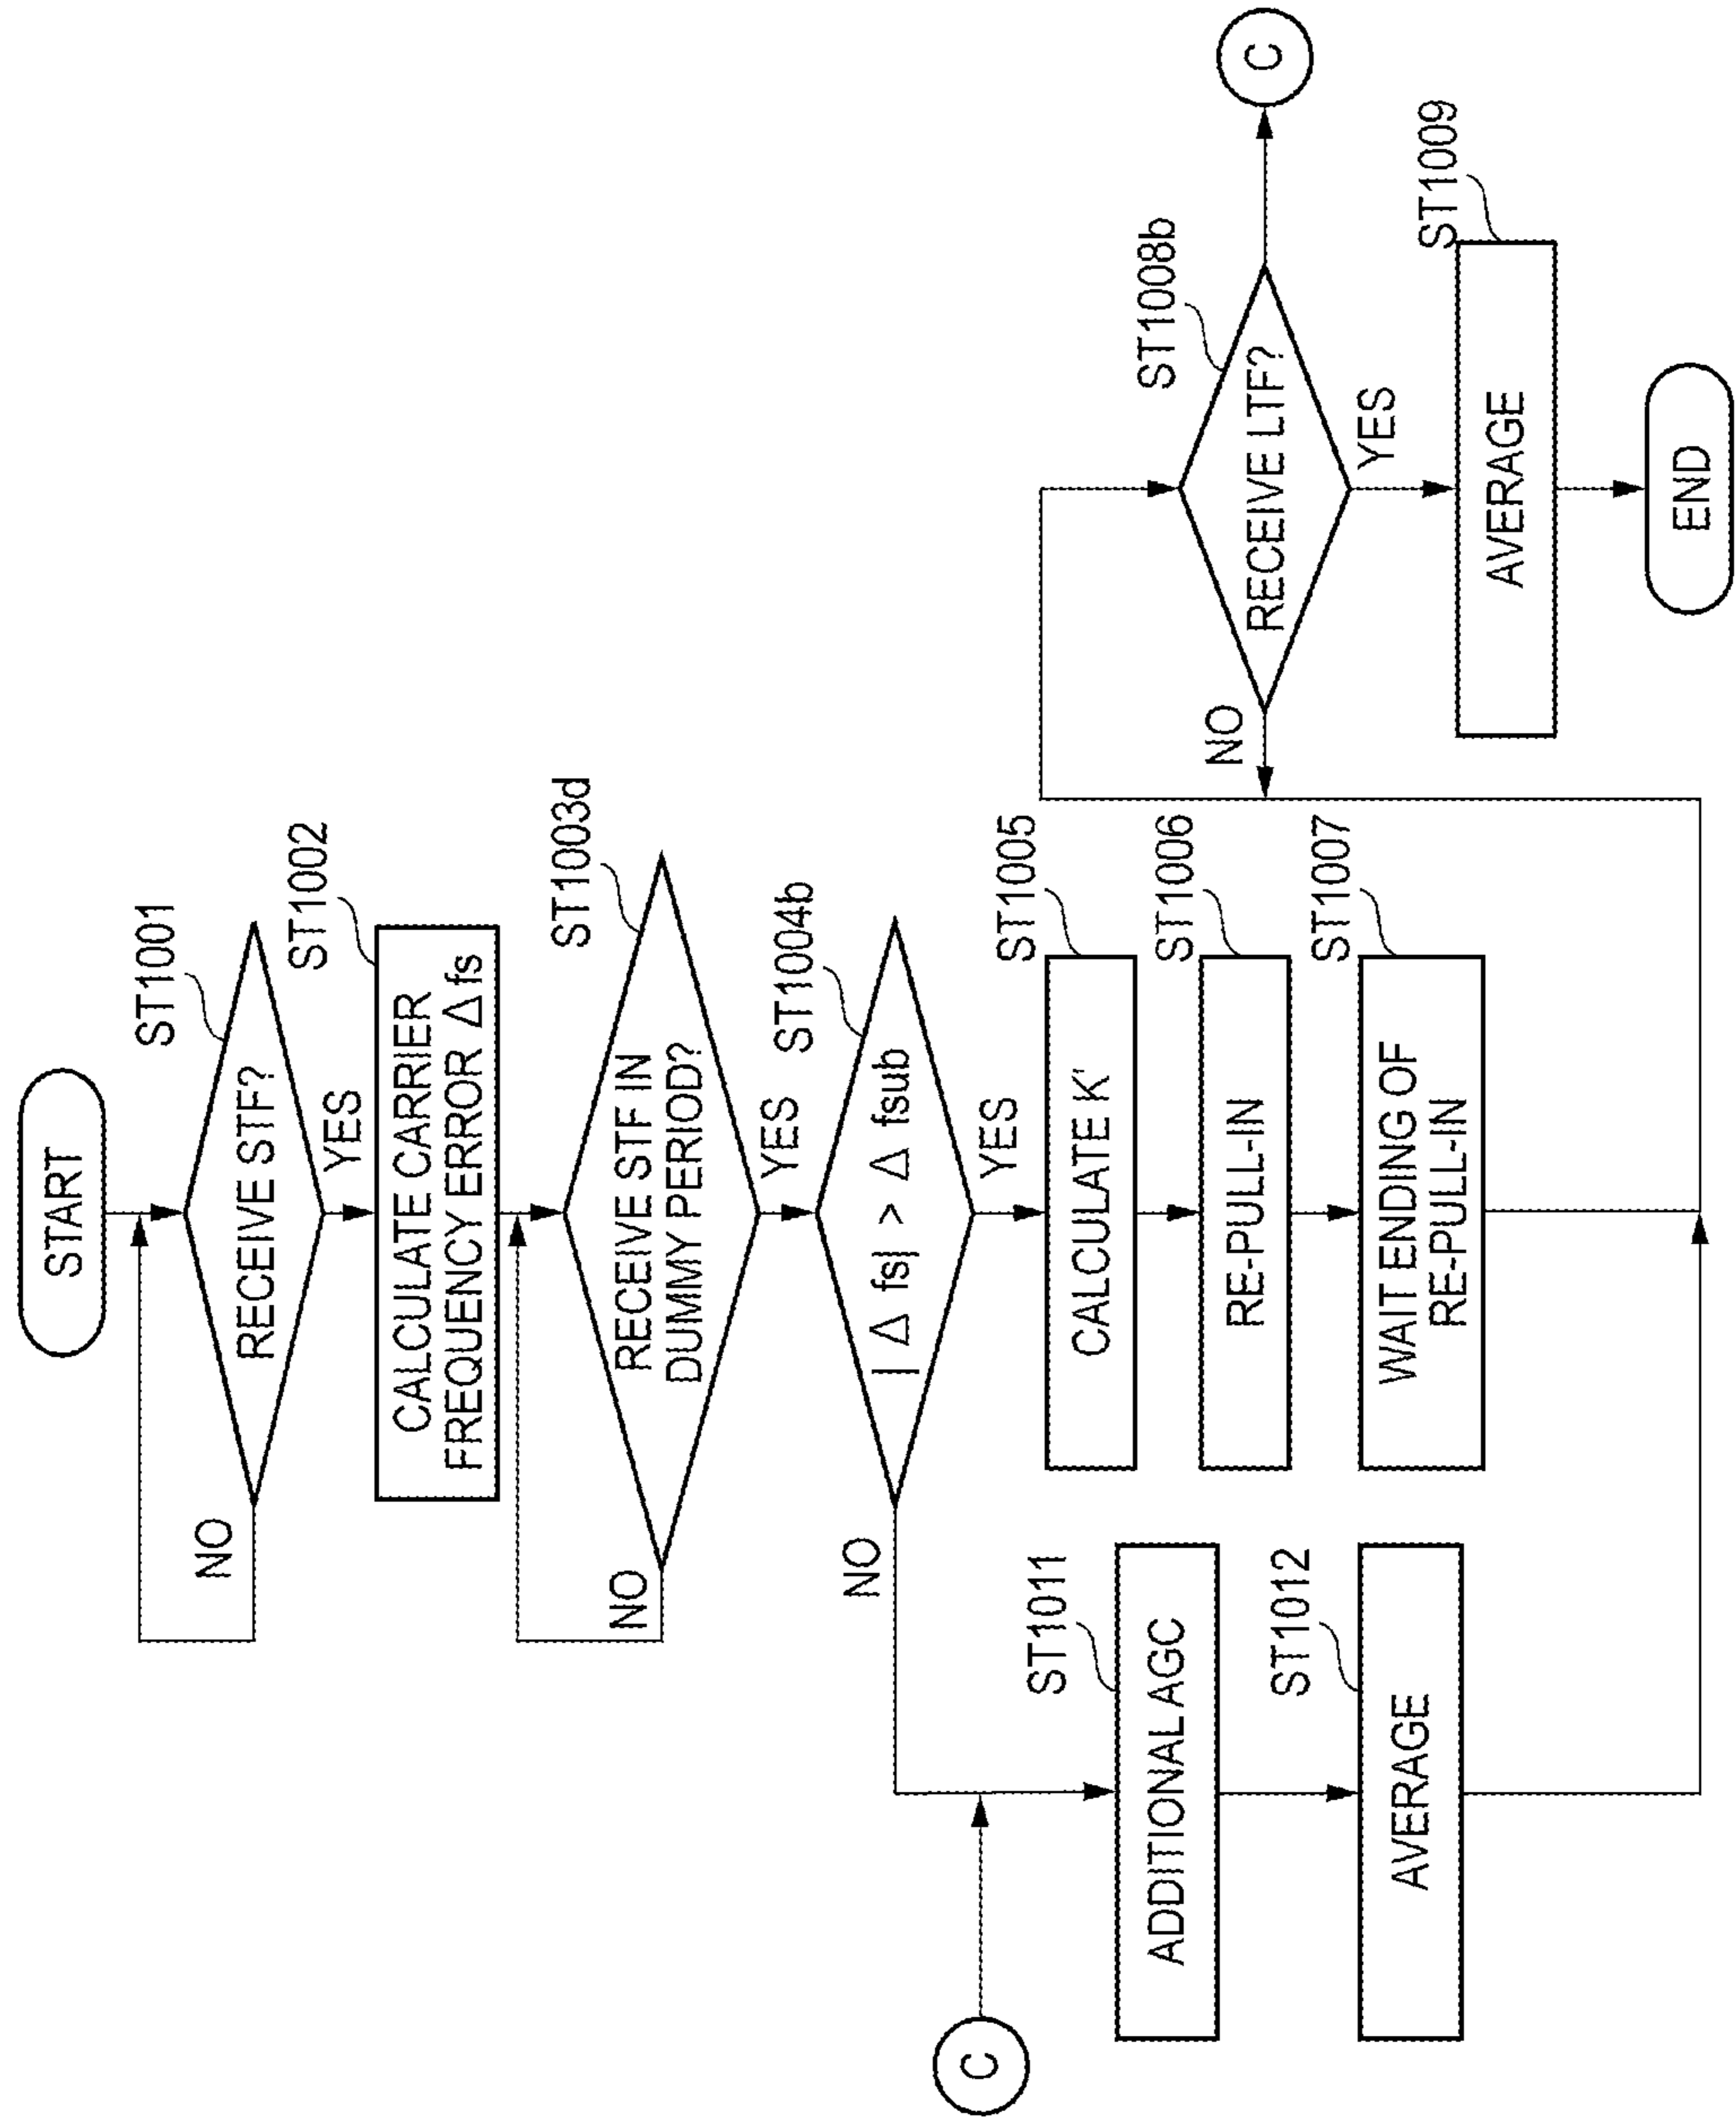 START
ST1001
RECEIVE STF?
NO
YES
ST1002
CALCULATE CARRIER
FREQUENCY ERROR Δfs
ST1003d
RECEIVE STF IN
DUMMY PERIOD?
NO
YES
ST1004b
| Δ fs| > Δ fsub
NO
YES
C
ST1011
ADDITIONAL AGC
ST1012
AVERAGE
ST1005
CALCULATE K'
ST1006
RE-PULL-IN
ST1007
WAIT ENDING OF
RE-PULL-IN
ST1008b
RECEIVE LTF?
NO
YES
C
ST1009
AVERAGE
END